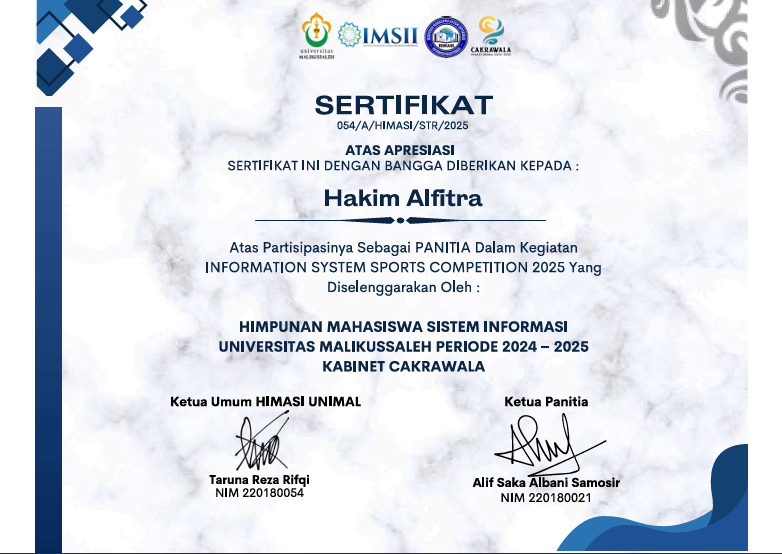 universitas
MALIKUSSALEH
IMSII
HIMASI
CAKRAWALA
SERTIFIKAT
054/A/HIMASI/STR/2025
ATAS APRESIASI
SERTIFIKAT INI DENGAN BANGGA DIBERIKAN KEPADA :
Hakim Alfitra
Atas Partisipasinya Sebagai PANITIA Dalam Kegiatan
INFORMATION SYSTEM SPORTS COMPETITION 2025 Yang
Diselenggarakan Oleh :
HIMPUNAN MAHASISWA SISTEM INFORMASI
UNIVERSITAS MALIKUSSALEH PERIODE 2024 – 2025
KABINET CAKRAWALA
Ketua Umum HIMASI UNIMAL
Taruna Reza Rifqi
NIM 220180054
Ketua Panitia
Alif Saka Albani Samosir
NIM 220180021